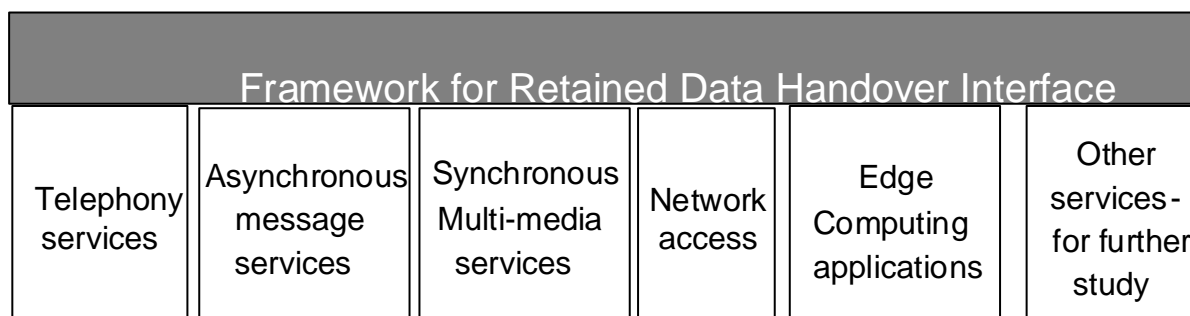 Framework for Retained Data Handover Interface
Telephony
services
Asynchronous
message
services
Synchronous
Multi-media
services
Network
access
Edge
Computing
applications
Other
services-
for further
study